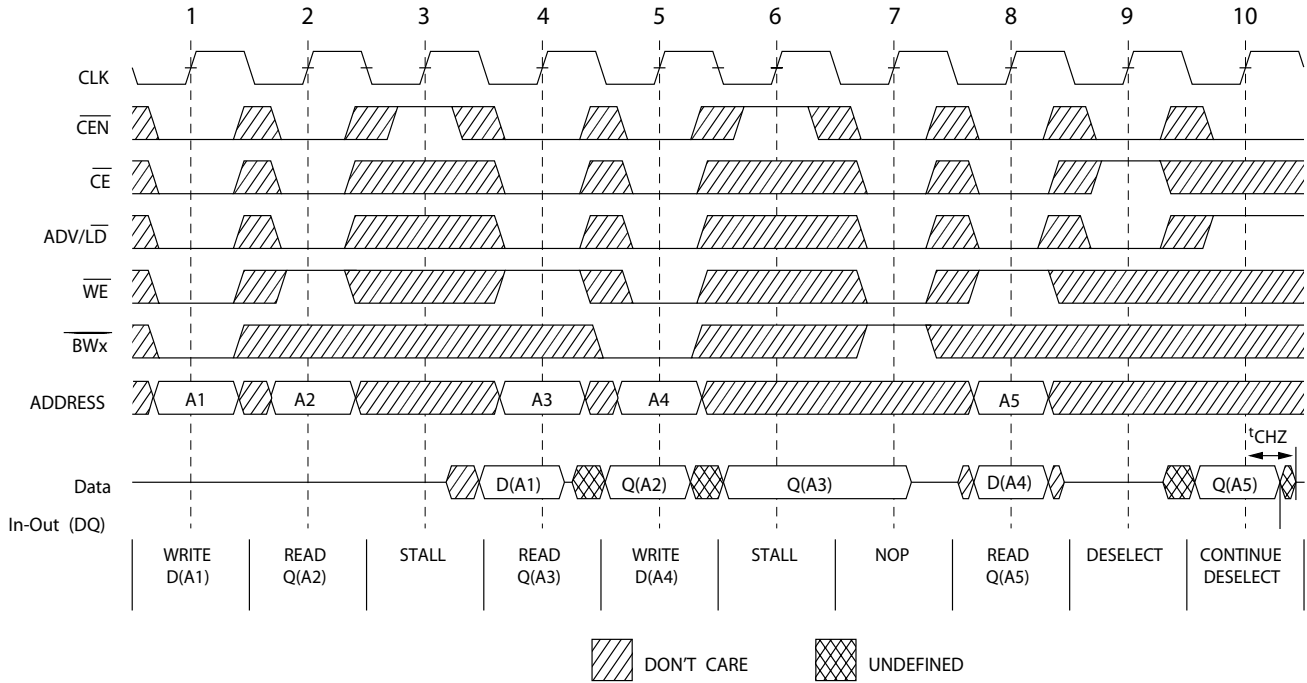 1 2 3 4 5 6 7 8 9 10
CLK
CEN
CE
ADV/LD
WE
BWx
ADDRESS A1 A2 A3 A4 A5
tCHZ
Data D(A1) Q(A2) Q(A3) D(A4) Q(A5)
In-Out (DQ)
WRITE READ STALL READ WRITE STALL NOP READ DESELECT CONTINUE
D(A1) Q(A2) Q(A3) D(A4) Q(A5) DESELECT
DON'T CARE UNDEFINED